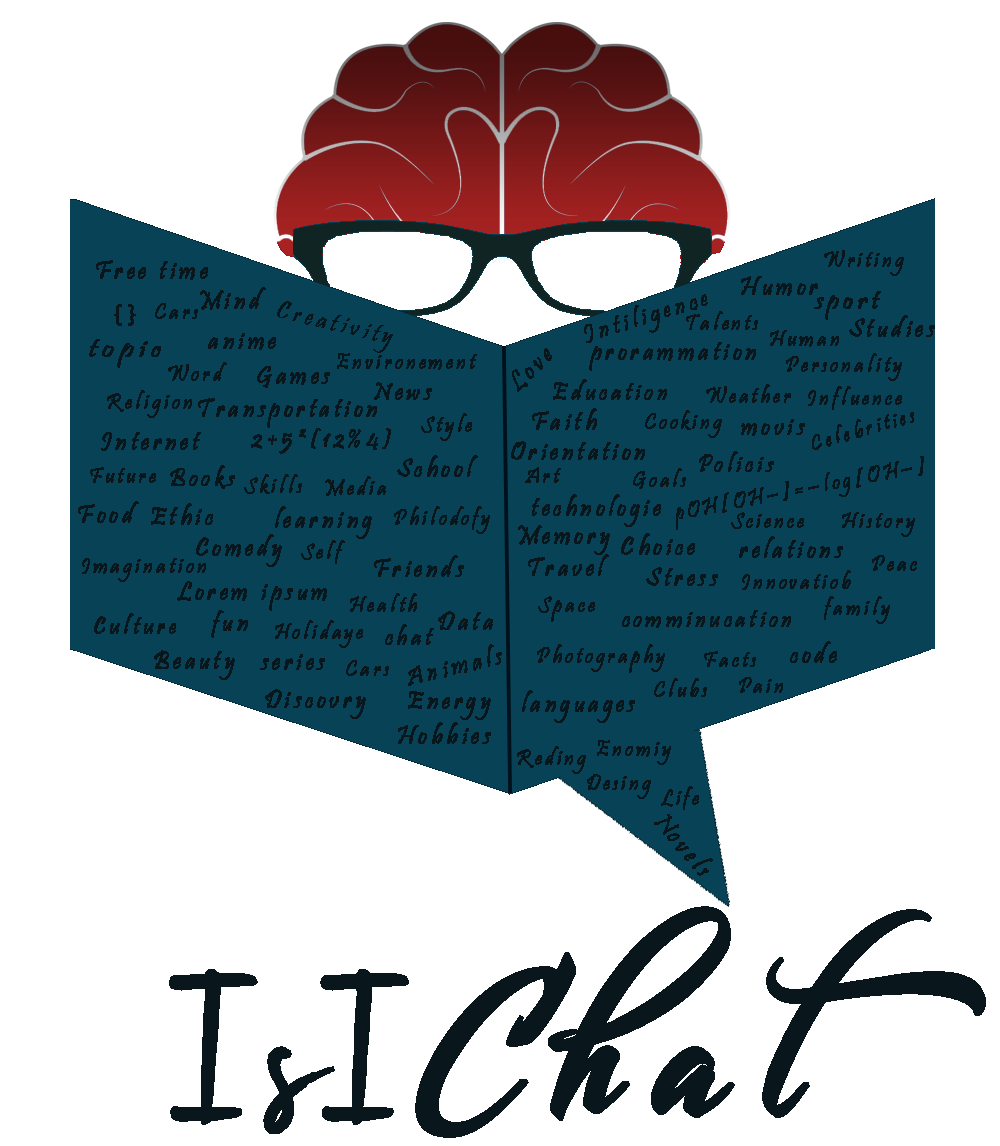 Free time
{} Cars Mind Creativity
topic anime
Environement
Word Games News
Religion Transportation
Style
Internet 2+5*(12%4)
School
Future Books Skills Media
Food Ethic learning Philodofy
Comedy Self
Imagination Friends
Lorem ipsum Health
Culture fun Holidaye chat Data
Beauty series Cars Animals
Discovry Energy
Hobbies
Writing
Humor sport
Intiligence Talents Human Studies
Love prorammation Personality
Education Weather Influence
Faith Cooking movis Celebrities
Orientation
Art Goals Policis
technologie pOH[OH-]=-log[OH-]
Science History
Memory Choice relations
Travel Stress Innovatiob Peac
Space comminucation family
Photography Facts code
languages Clubs Pain
Reding Enomiy
Desing Life
Novels
IsIChat